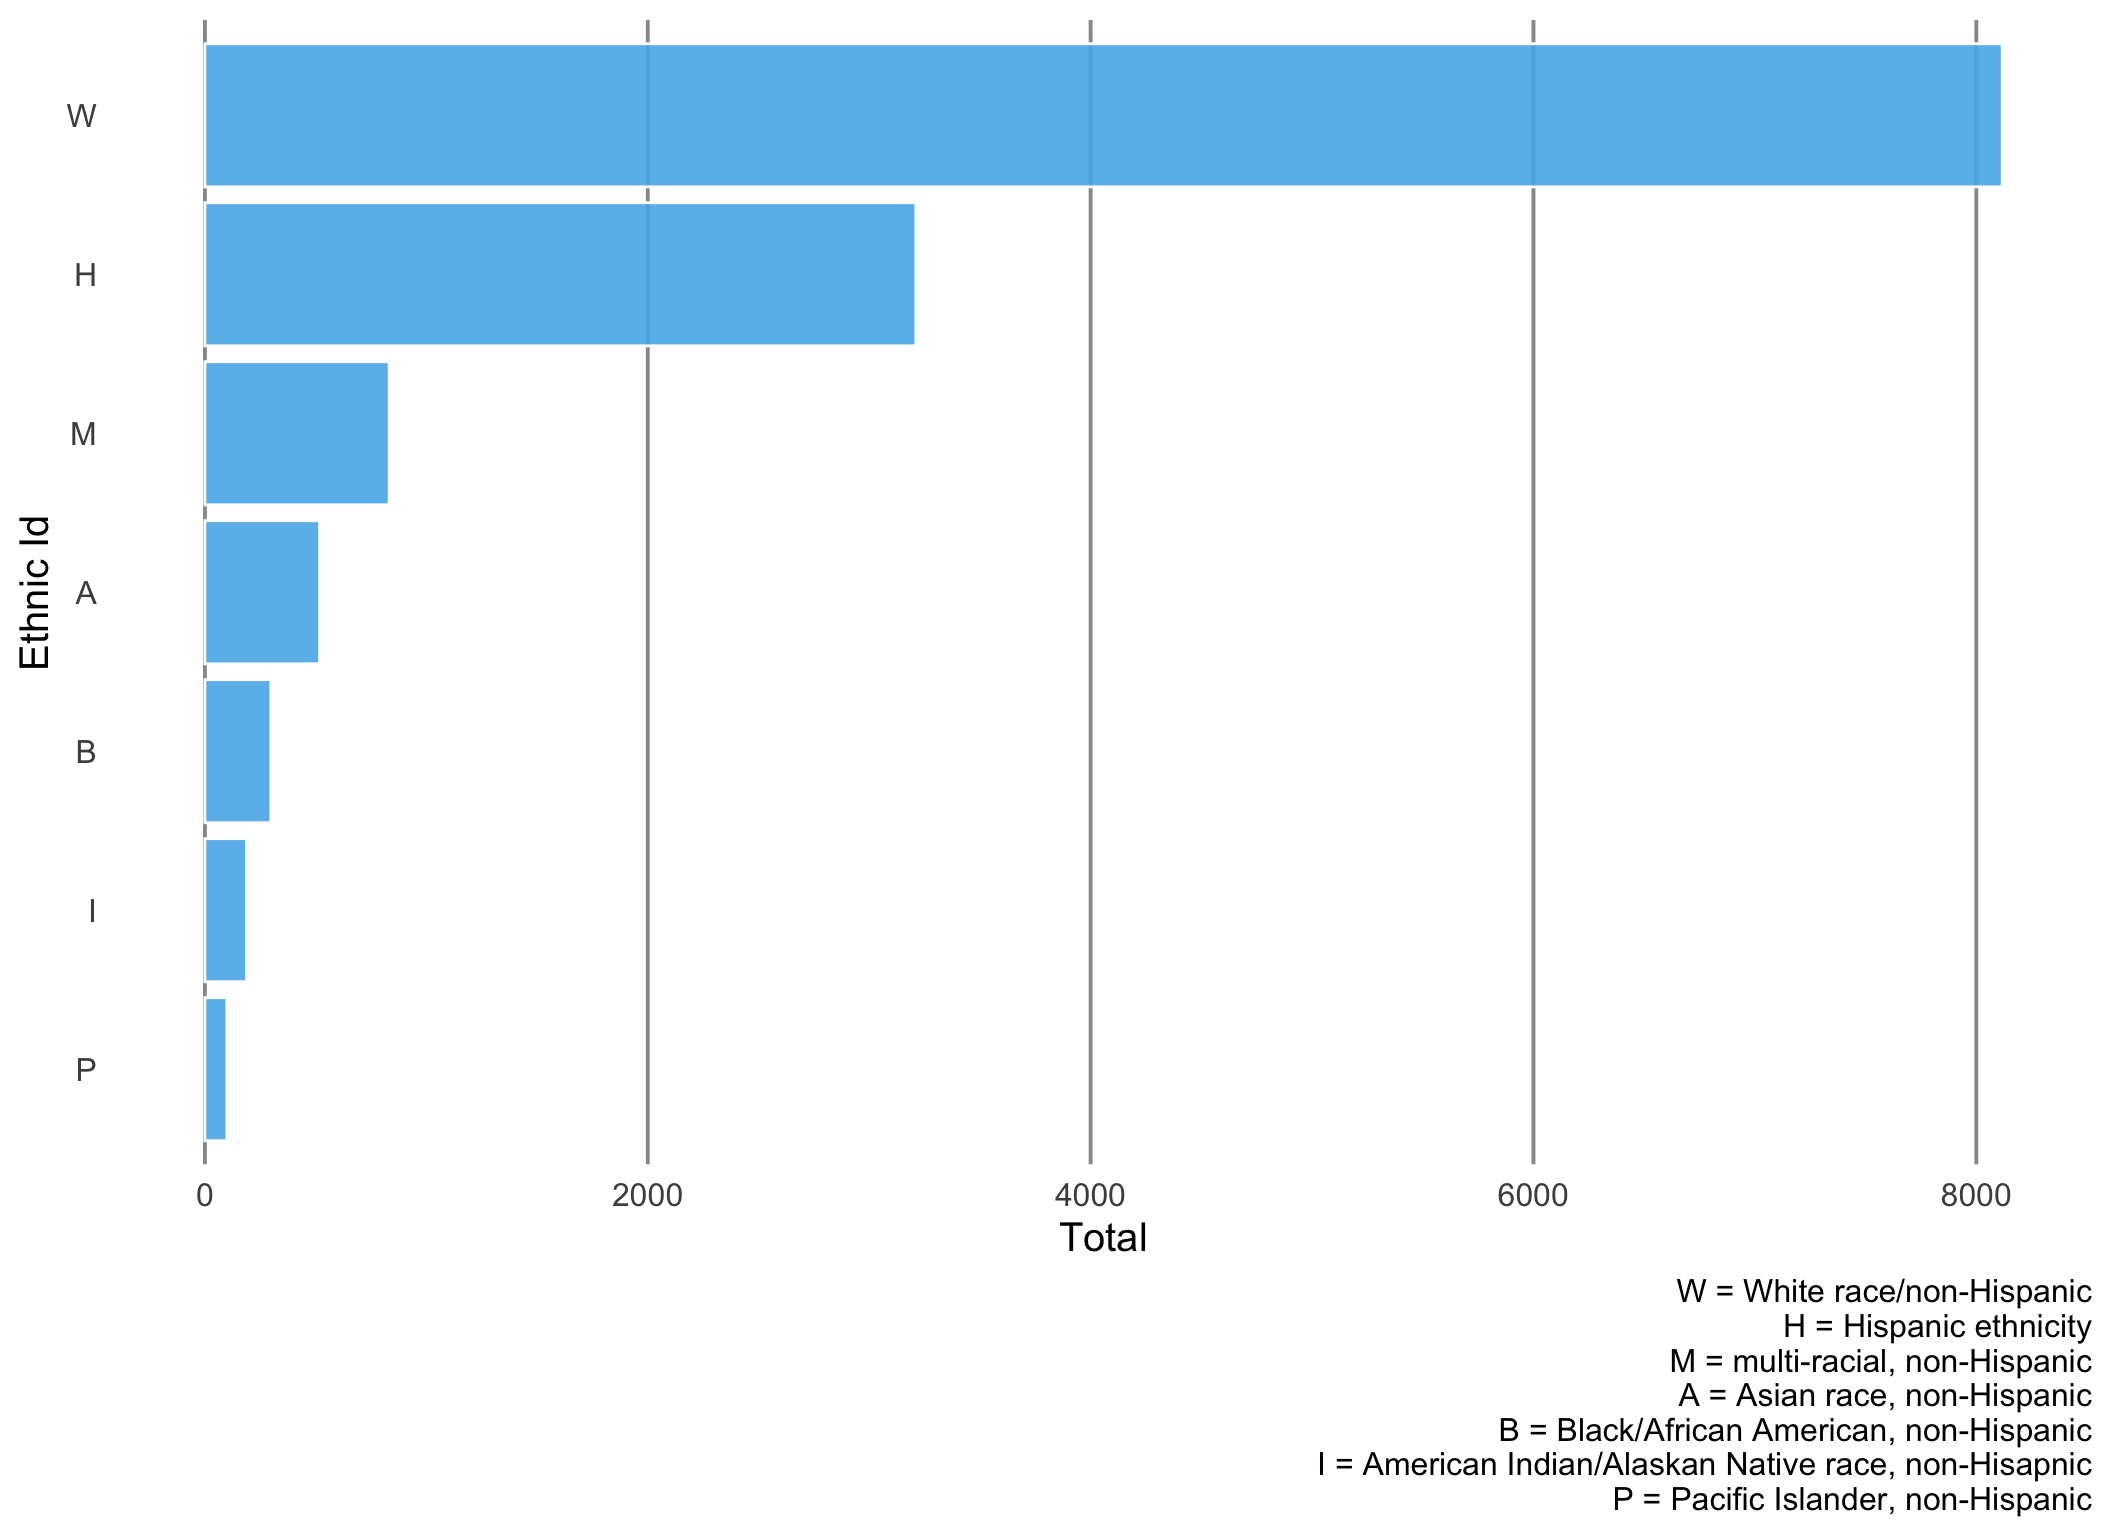 W
H
M
A
B
I
P
Ethnic Id
0 2000 4000 6000 8000
Total
W = White race/non-Hispanic
H = Hispanic ethnicity
M = multi-racial, non-Hispanic
A = Asian race, non-Hispanic
B = Black/African American, non-Hispanic
I = American Indian/Alaskan Native race, non-Hisapnic
P = Pacific Islander, non-Hispanic